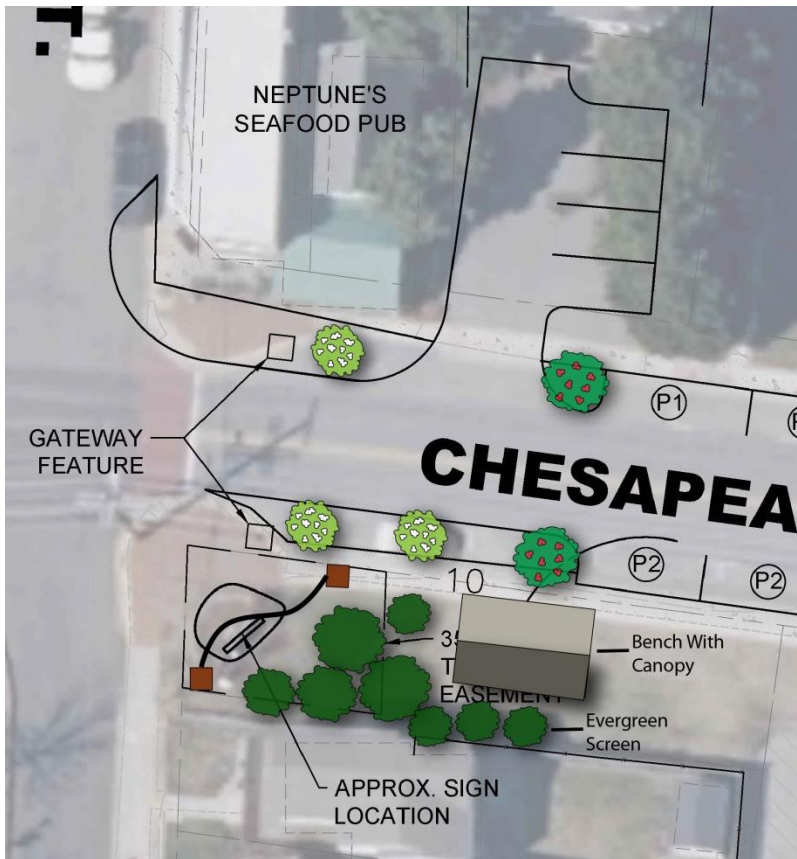 T.
NEPTUNE'S
SEAFOOD PUB
P1
GATEWAY
FEATURE
CHESAPEA
P2
P2
10
35
T
EASEMENT
Bench With
Canopy
Evergreen
Screen
APPROX. SIGN
LOCATION